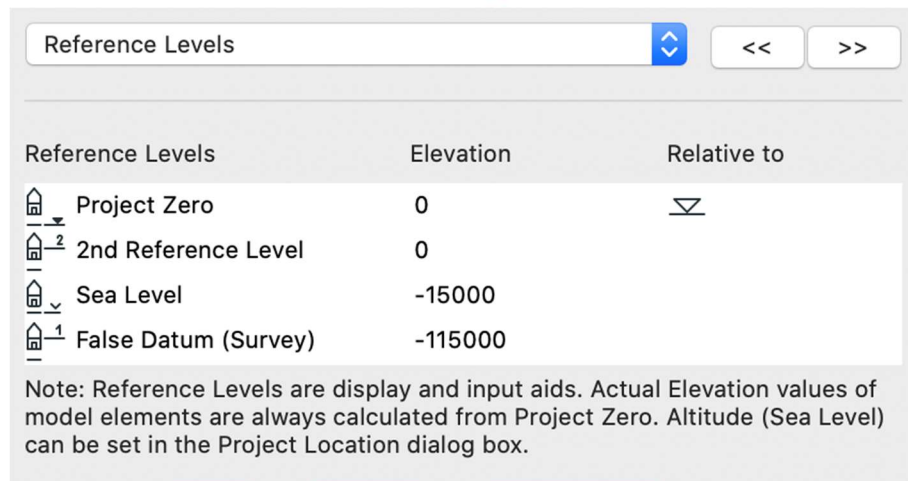 Reference Levels << >>
Reference Levels Elevation Relative to
Project Zero 0
2 2nd Reference Level 0
Sea Level -15000
1 False Datum (Survey) -115000
Note: Reference Levels are display and input aids. Actual Elevation values of
model elements are always calculated from Project Zero. Altitude (Sea Level)
can be set in the Project Location dialog box.